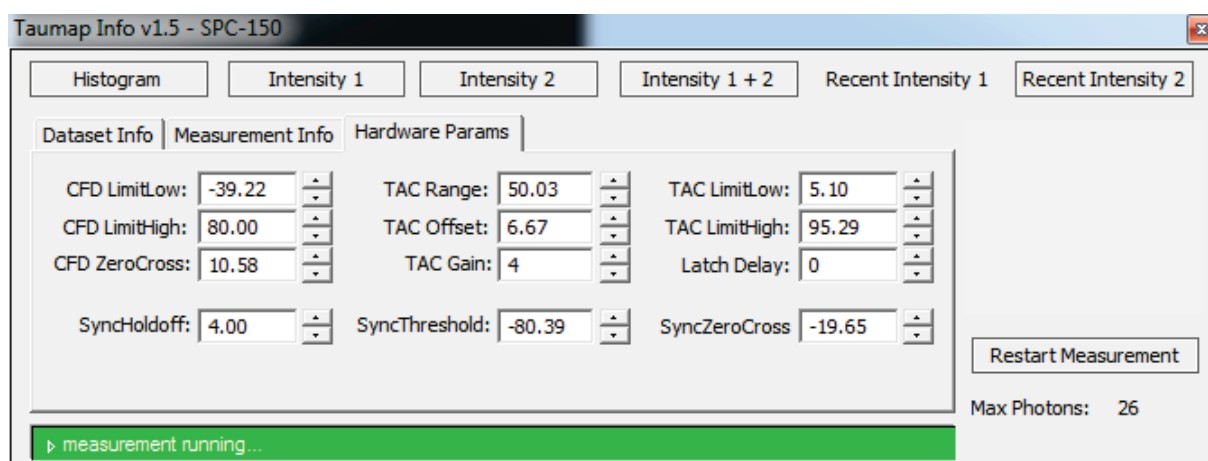 Taumap Info v1.5 - SPC-150
Histogram Intensity 1 Intensity 2 Intensity 1 + 2 Recent Intensity 1 Recent Intensity 2
Dataset Info Measurement Info Hardware Params
CFD LimitLow: -39.22 TAC Range: 50.03 TAC LimitLow: 5.10
CFD LimitHigh: 80.00 TAC Offset: 6.67 TAC LimitHigh: 95.29
CFD ZeroCross: 10.58 TAC Gain: 4 Latch Delay: 0
SyncHoldoff: 4.00 SyncThreshold: -80.39 SyncZeroCross -19.65
Restart Measurement
Max Photons: 26
measurement running...